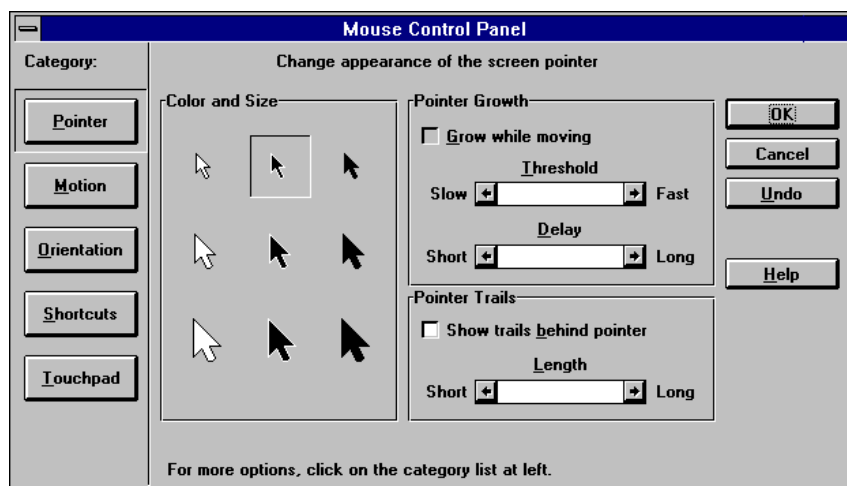 Mouse Control Panel
Category:
Change appearance of the screen pointer
Pointer
Motion
Orientation
Shortcuts
Touchpad
Color and Size
Pointer Growth
Grow while moving
Threshold
Slow Fast
Delay
Short Long
Pointer Trails
Show trails behind pointer
Length
Short Long
OK
Cancel
Undo
Help
For more options, click on the category list at left.